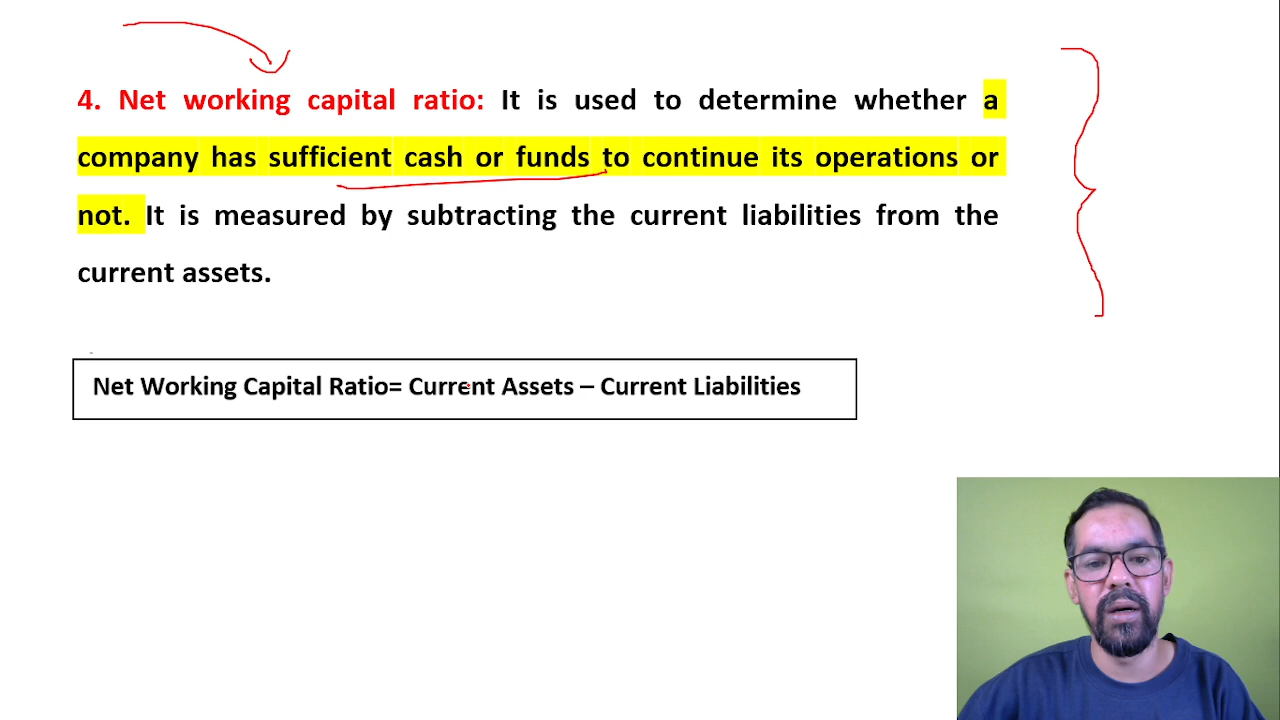 4. Net working capital ratio: It is used to determine whether a
company has sufficient cash or funds to continue its operations or
not. It is measured by subtracting the current liabilities from the
current assets.
Net Working Capital Ratio= Current Assets – Current Liabilities